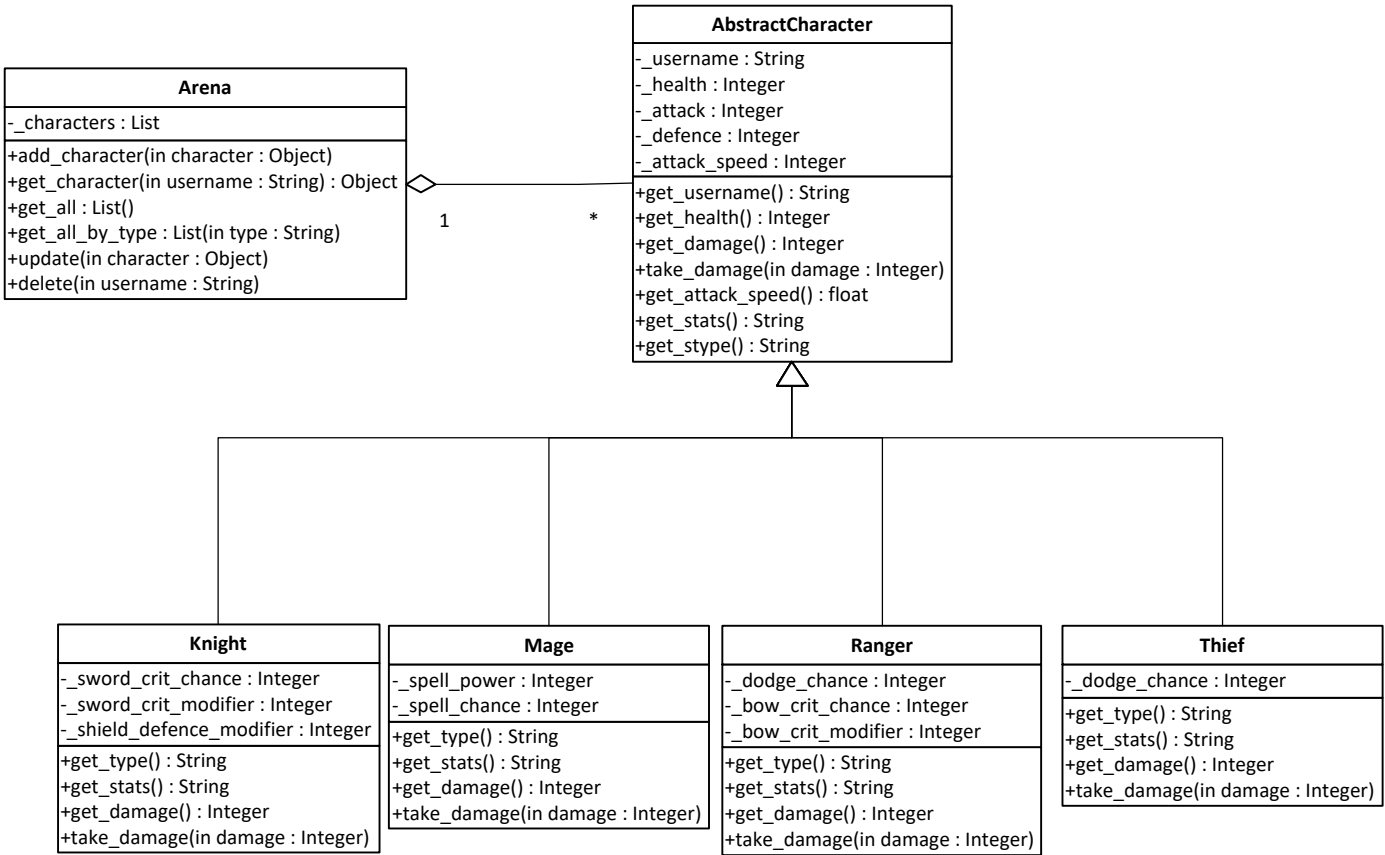 Arena
-_characters : List
+add_character(in character : Object)
+get_character(in username : String) : Object
+get_all : List()
+get_all_by_type : List(in type : String)
+update(in character : Object)
+delete(in username : String)
1
*
AbstractCharacter
-_username : String
-_health : Integer
-_attack : Integer
-_defence : Integer
-_attack_speed : Integer
+get_username() : String
+get_health() : Integer
+get_damage() : Integer
+take_damage(in damage : Integer)
+get_attack_speed() : float
+get_stats() : String
+get_stype() : String
Knight
-_sword_crit_chance : Integer
-_sword_crit_modifier : Integer
-_shield_defence_modifier : Integer
+get_type() : String
+get_stats() : String
+get_damage() : Integer
+take_damage(in damage : Integer)
Mage
-_spell_power : Integer
-_spell_chance : Integer
+get_type() : String
+get_stats() : String
+get_damage() : Integer
+take_damage(in damage : Integer)
Ranger
-_dodge_chance : Integer
-_bow_crit_chance : Integer
-_bow_crit_modifier : Integer
+get_type() : String
+get_stats() : String
+get_damage() : Integer
+take_damage(in damage : Integer)
Thief
-_dodge_chance : Integer
+get_type() : String
+get_stats() : String
+get_damage() : Integer
+take_damage(in damage : Integer)